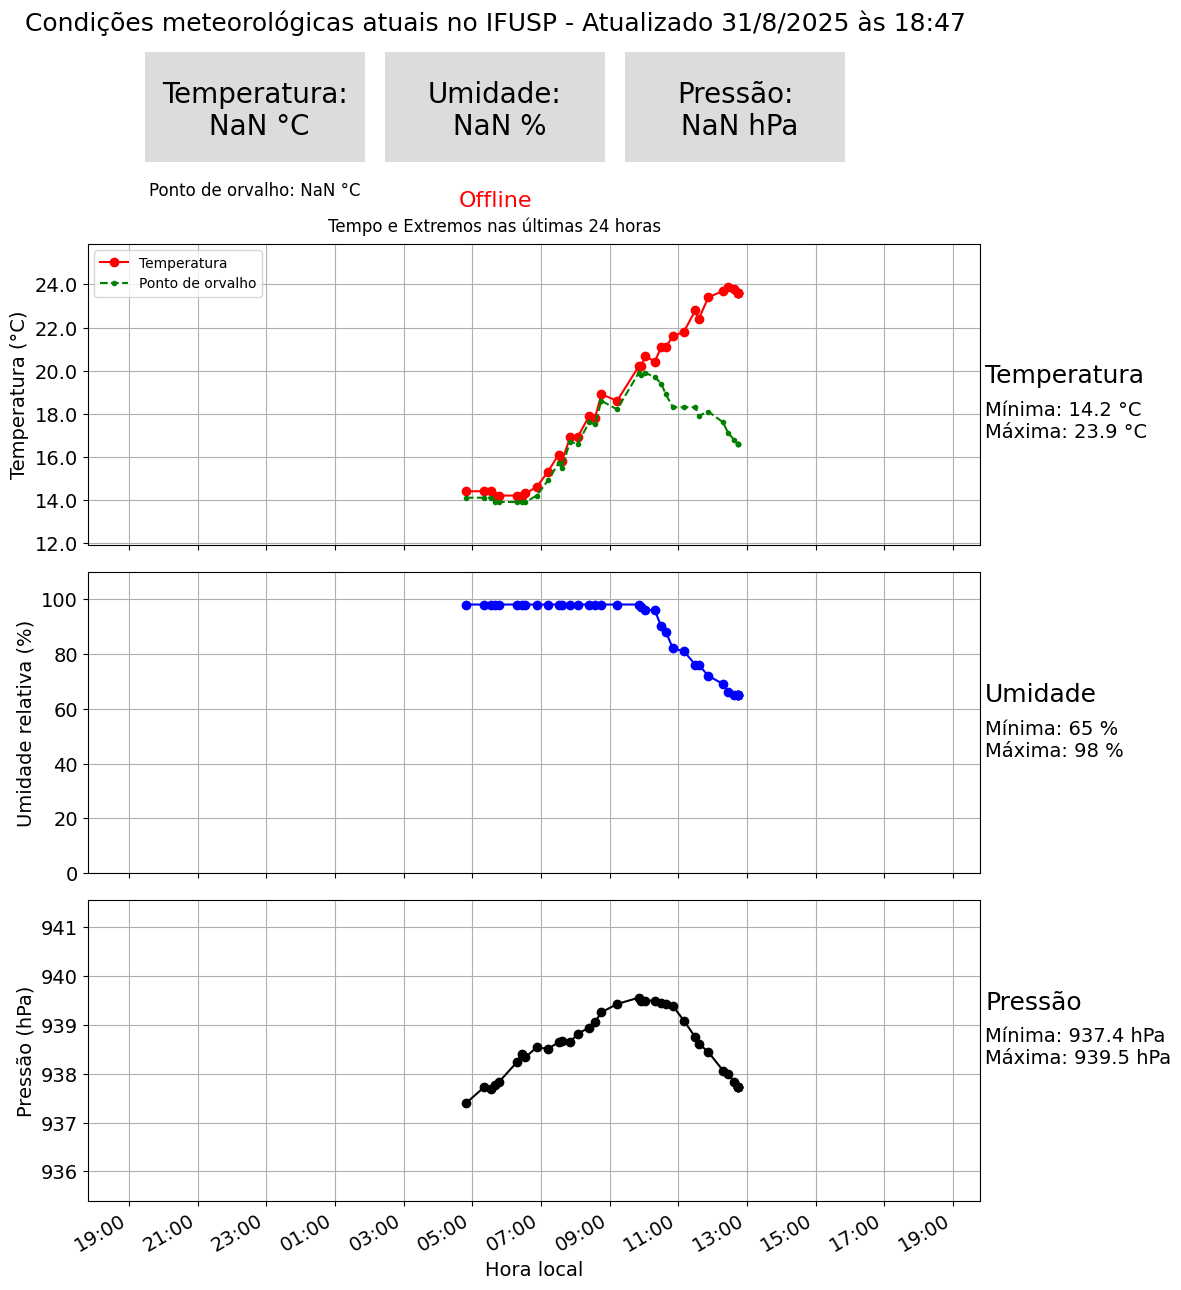 Condições meteorológicas atuais no IFUSP - Atualizado 31/8/2025 às 18:47
Temperatura:
NaN °C
Umidade:
NaN %
Pressão:
NaN hPa
Ponto de orvalho: NaN °C
Offline
Tempo e Extremos nas últimas 24 horas
Temperatura
Ponto de orvalho
24.0
22.0
20.0
18.0
16.0
14.0
12.0
Temperatura (°C)
Temperatura
Mínima: 14.2 °C
Máxima: 23.9 °C
100
80
60
40
20
0
Umidade relativa (%)
Umidade
Mínima: 65 %
Máxima: 98 %
941
940
939
938
937
936
Pressão (hPa)
Pressão
Mínima: 937.4 hPa
Máxima: 939.5 hPa
19:00 21:00 23:00 01:00 03:00 05:00 07:00 09:00 11:00 13:00 15:00 17:00 19:00
Hora local